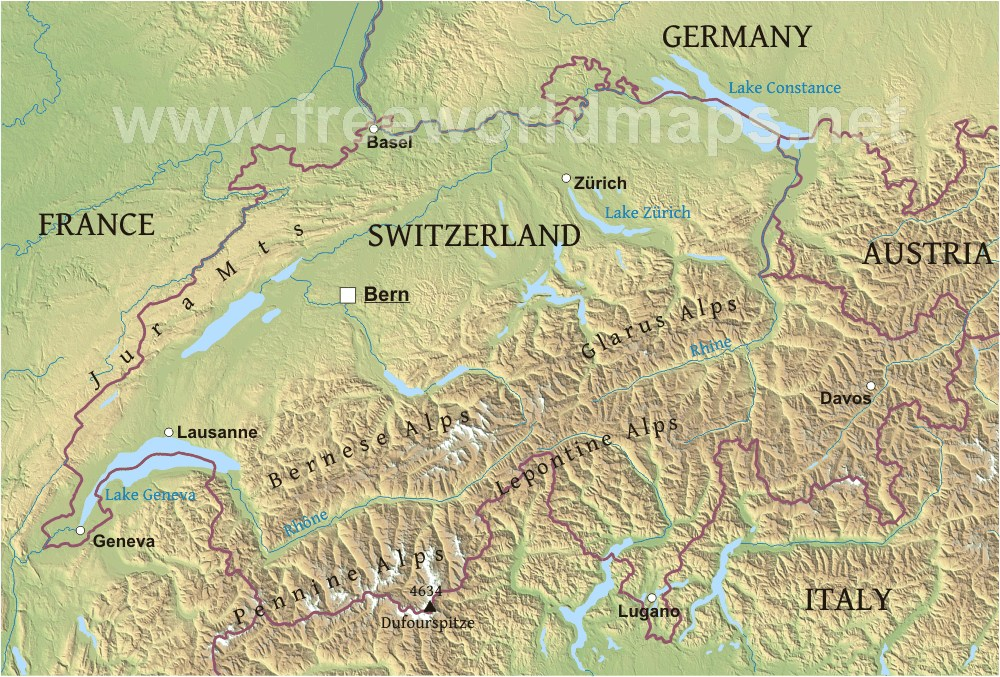 GERMANY
Lake Constance
www.freeworldmaps.net
Basel
Zürich
FRANCE
Lake Zürich
SWITZERLAND
AUSTRIA
Jura Mts
Bern
Glarus Alps
Rhine
Davos
Lausanne
Bernese Alps
Lepontine Alps
Lake Geneva
Rhône
Geneva
Pennine Alps
4634
Dufourspitze
Lugano
ITALY